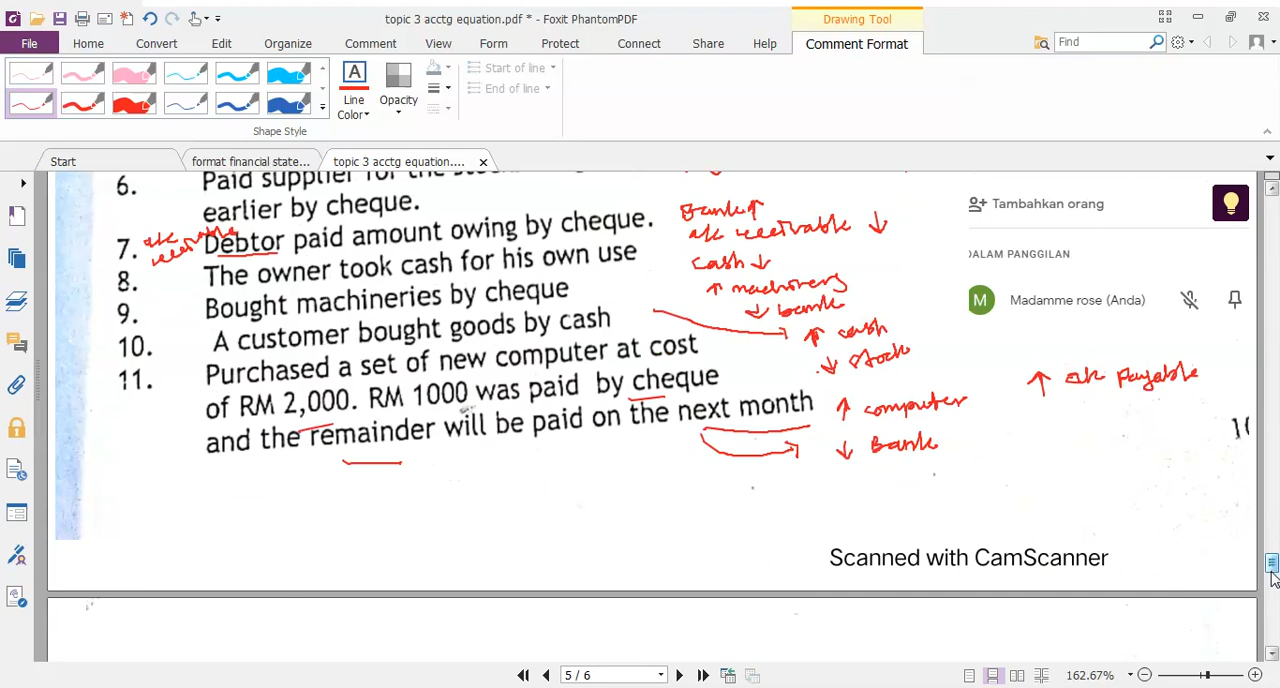 topic 3 acctg equation.pdf * - Foxit PhantomPDF
Drawing Tool
File Home Convert Edit Organize Comment View Form Protect Connect Share Help Comment Format Find
Line Color
Opacity
Start of line
End of line
Shape Style
Start format financial state... topic 3 acctg equation....
6. Paid supplier for the
earlier by cheque. Bank↑
a/c receivable
7. Debtor paid amount owing by cheque. a/c receivable ↓
8. The owner took cash for his own use cash ↓
9. Bought machineries by cheque ↑ machinery
↓ bank
10. A customer bought goods by cash ↑ cash
↓ stock
11. Purchased a set of new computer at cost
of RM 2,000. RM 1000 was paid by cheque ↑ computer ↑ a/c Payable
and the remainder will be paid on the next month ↓ Bank
10
Scanned with CamScanner
Tambahkan orang
DALAM PANGGILAN
M Madamme rose (Anda)
5 / 6
162.67%